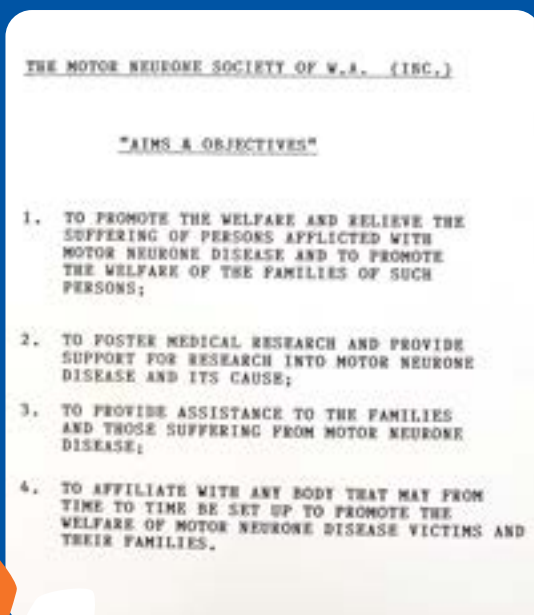 THE MOTOR NEURONE SOCIETY OF W.A. (INC.)
"AIMS & OBJECTIVES"
1. TO PROMOTE THE WELFARE AND RELIEVE THE
SUFFERING OF PERSONS AFFLICTED WITH
MOTOR NEURONE DISEASE AND TO PROMOTE
THE WELFARE OF THE FAMILIES OF SUCH
PERSONS;
2. TO FOSTER MEDICAL RESEARCH AND PROVIDE
SUPPORT FOR RESEARCH INTO MOTOR NEURONE
DISEASE AND ITS CAUSE;
3. TO PROVIDE ASSISTANCE TO THE FAMILIES
AND THOSE SUFFERING FROM MOTOR NEURONE
DISEASE;
4. TO AFFILIATE WITH ANY BODY THAT MAY FROM
TIME TO TIME BE SET UP TO PROMOTE THE
WELFARE OF MOTOR NEURONE DISEASE VICTIMS AND
THEIR FAMILIES.